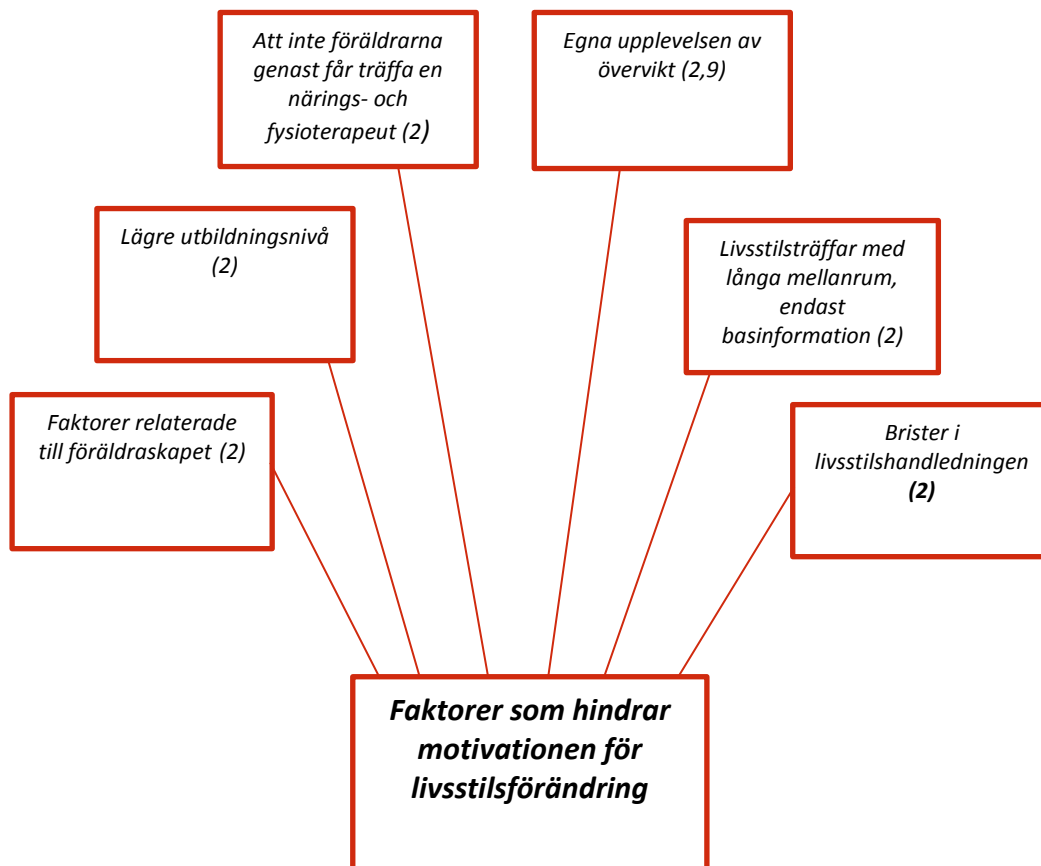 Att inte föräldrarna
genast får träffa en
närings- och
fysioterapeut (2)
Egna upplevelsen av
övervikt (2,9)
Lägre utbildningsnivå
(2)
Livsstilsträffar med
långa mellanrum,
endast
basinformation (2)
Faktorer relaterade
till föräldraskapet (2)
Brister i
livsstilshandledningen
(2)
Faktorer som hindrar
motivationen för
livsstilsförändring